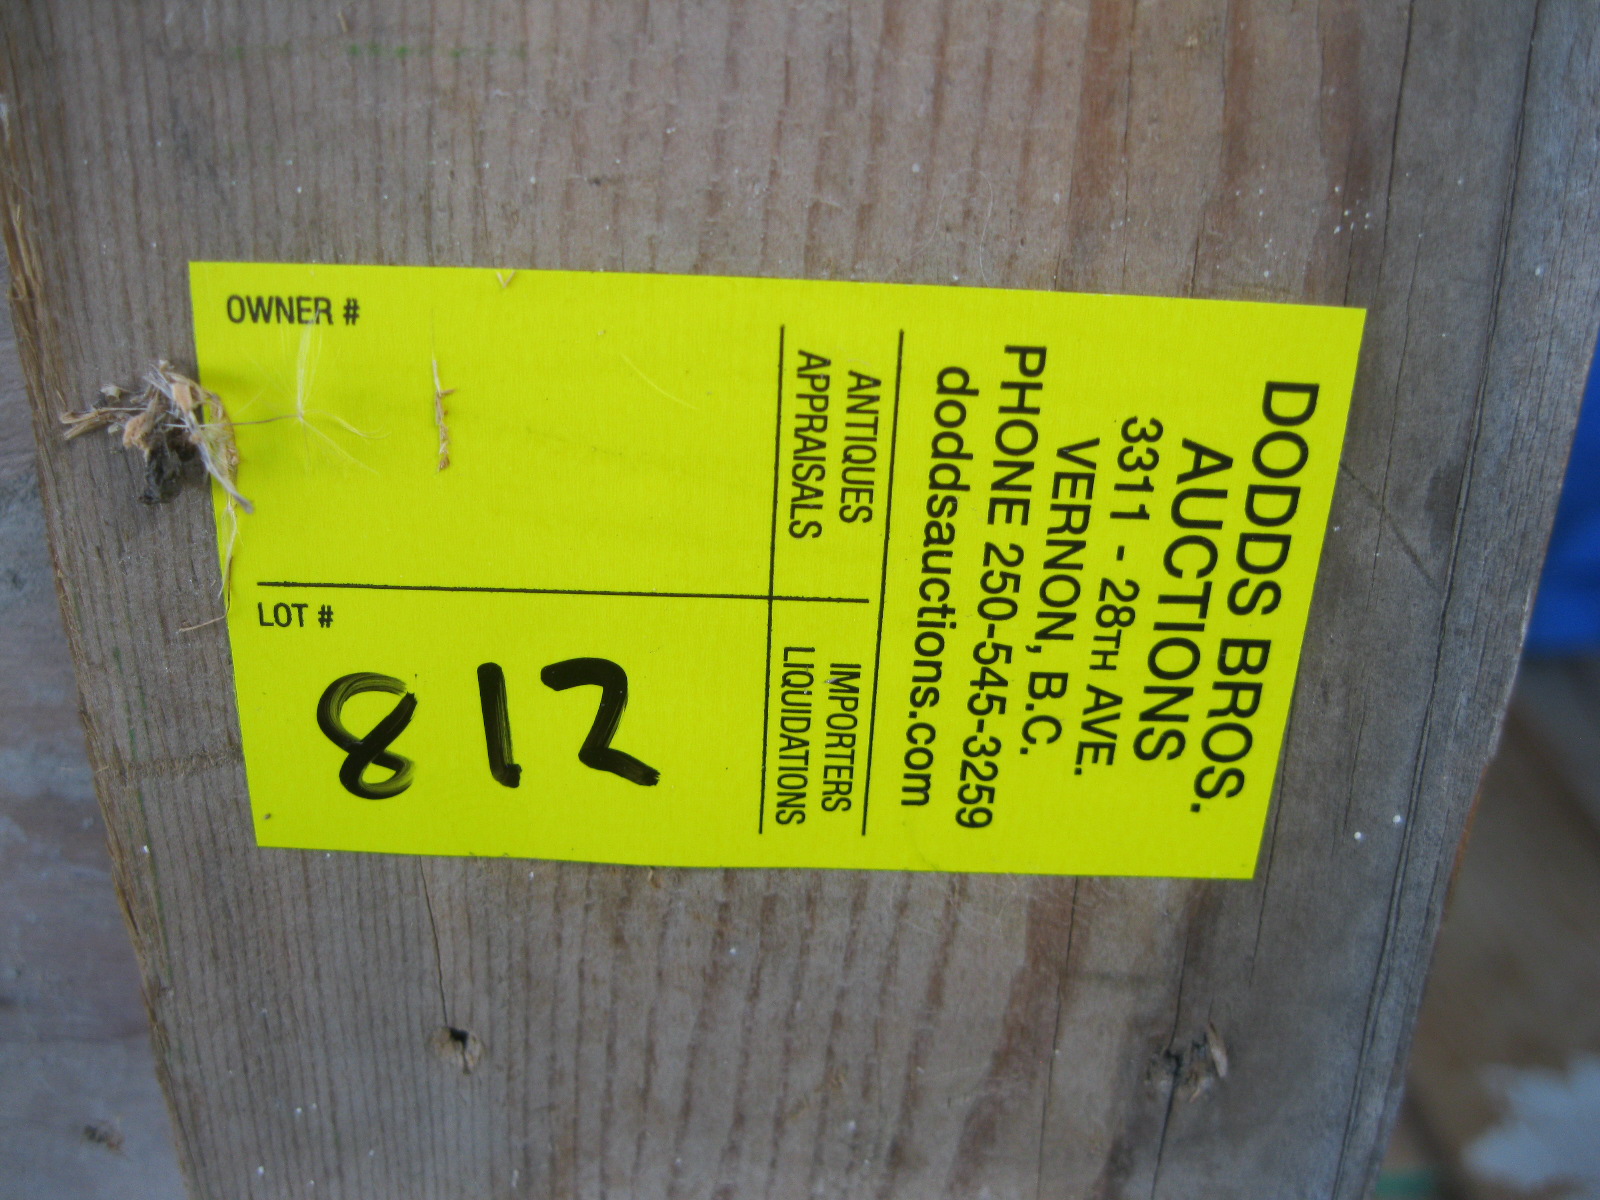 DODDS BROS.
AUCTIONS
3311 - 28TH AVE.
VERNON, B.C.
PHONE 250-545-3259
doddsauctions.com
ANTIQUES
APPRAISALS
IMPORTERS
LIQUIDATIONS
OWNER #
LOT #
812